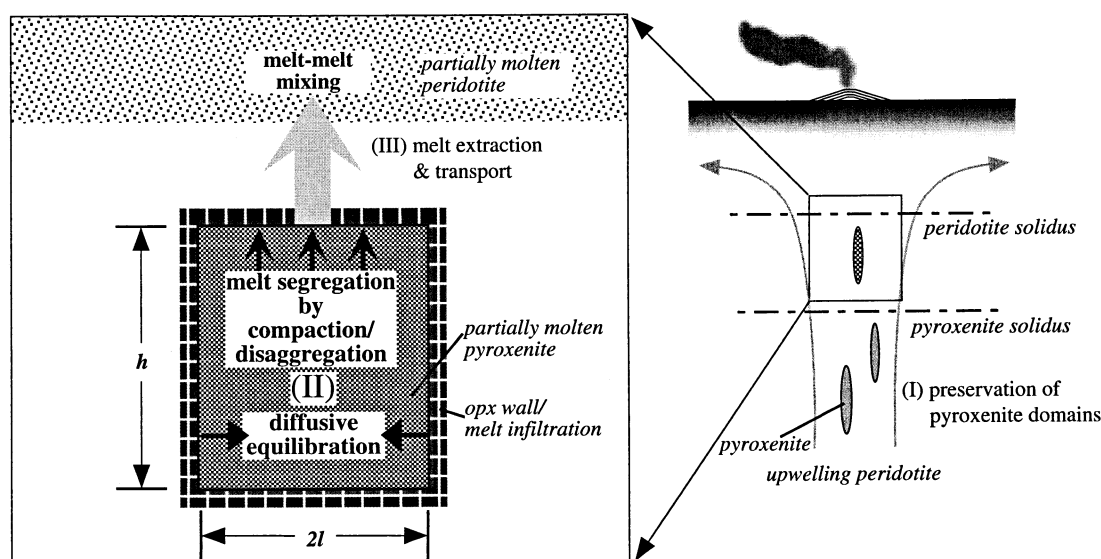 melt-melt
mixing
partially molten
peridotite
(III) melt extraction
& transport
melt segregation
by
compaction/
disaggregation
(II)
diffusive
equilibration
partially molten
pyroxenite
opx wall/
melt infiltration
h
2l
peridotite solidus
pyroxenite solidus
(I) preservation of
pyroxenite domains
pyroxenite
upwelling peridotite